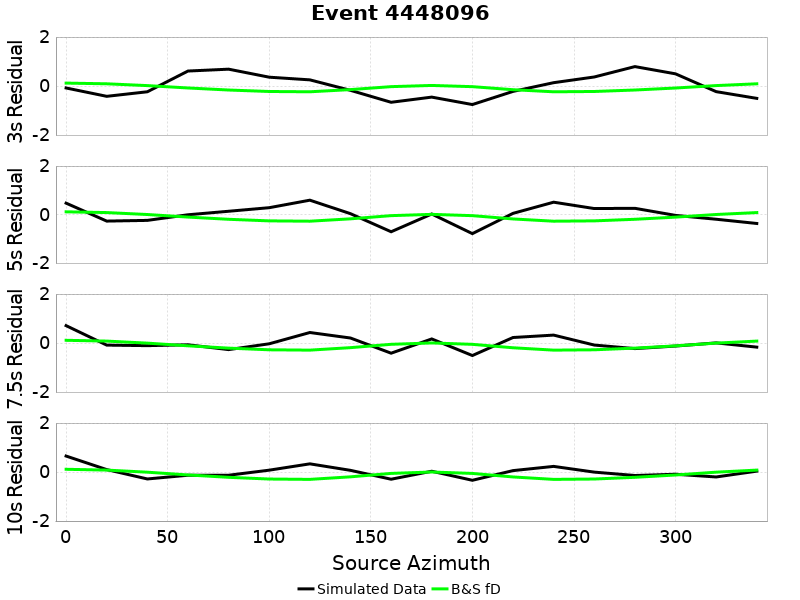 Event 4448096
3s Residual
2
0
-2
5s Residual
2
0
-2
7.5s Residual
2
0
-2
10s Residual
2
0
-2
0 50 100 150 200 250 300
Source Azimuth
Simulated Data B&S fD